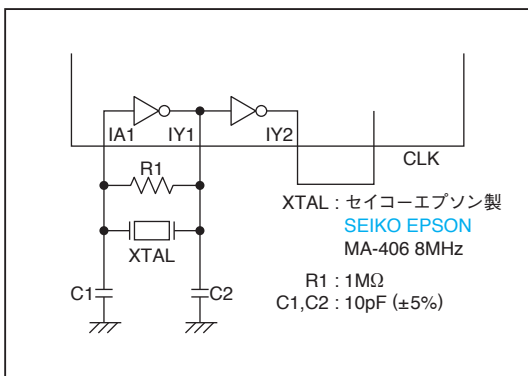 IA1 IY1 IY2
CLK
R1
XTAL
C1 C2
XTAL : セイコーエプソン製
SEIKO EPSON
MA-406 8MHz
R1 : 1MΩ
C1,C2 : 10pF (±5%)